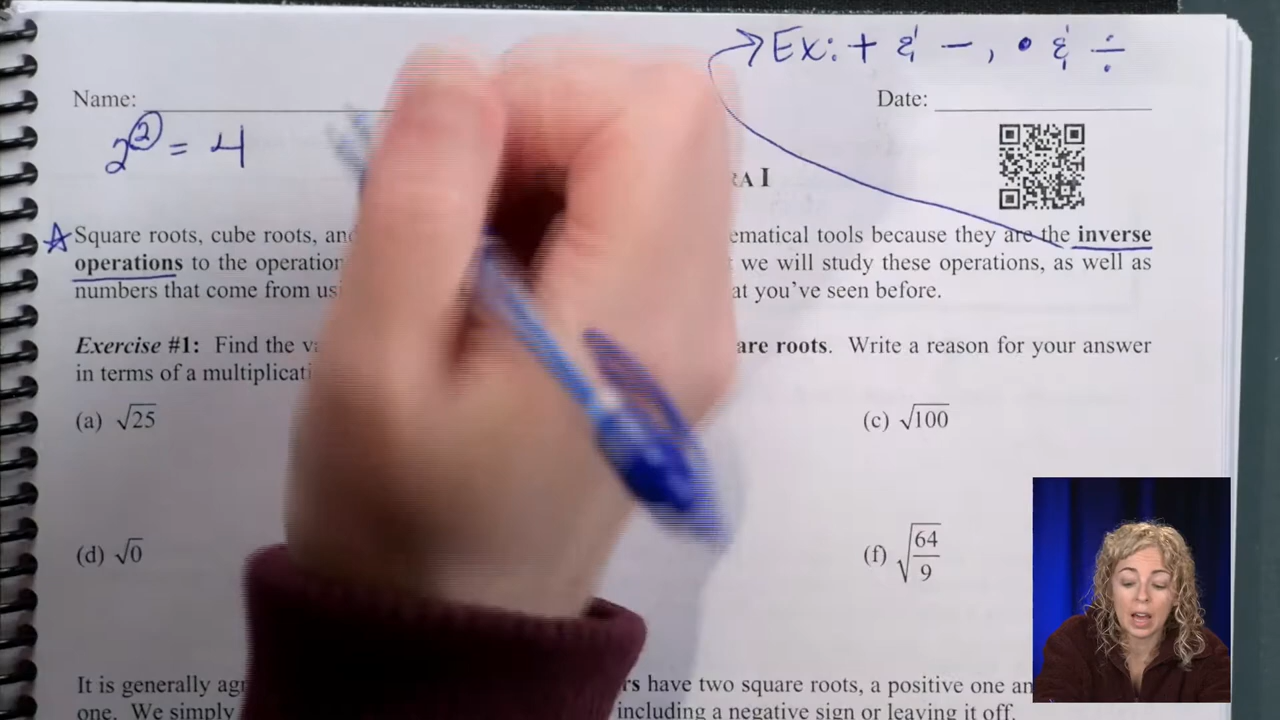 Ex: + & −, • & ÷
Name: Date:
2² = 4
I
☆ Square roots, cube roots, and ematical tools because they are the inverse
operations to the operation we will study these operations, as well as
numbers that come from usi at you've seen before.
Exercise #1: Find the va are roots. Write a reason for your answer
in terms of a multiplicati
(a) √25 (c) √100
(d) √0 (f) √(64/9)
It is generally ag rs have two square roots, a positive one an
one. We simply including a negative sign or leaving it off.